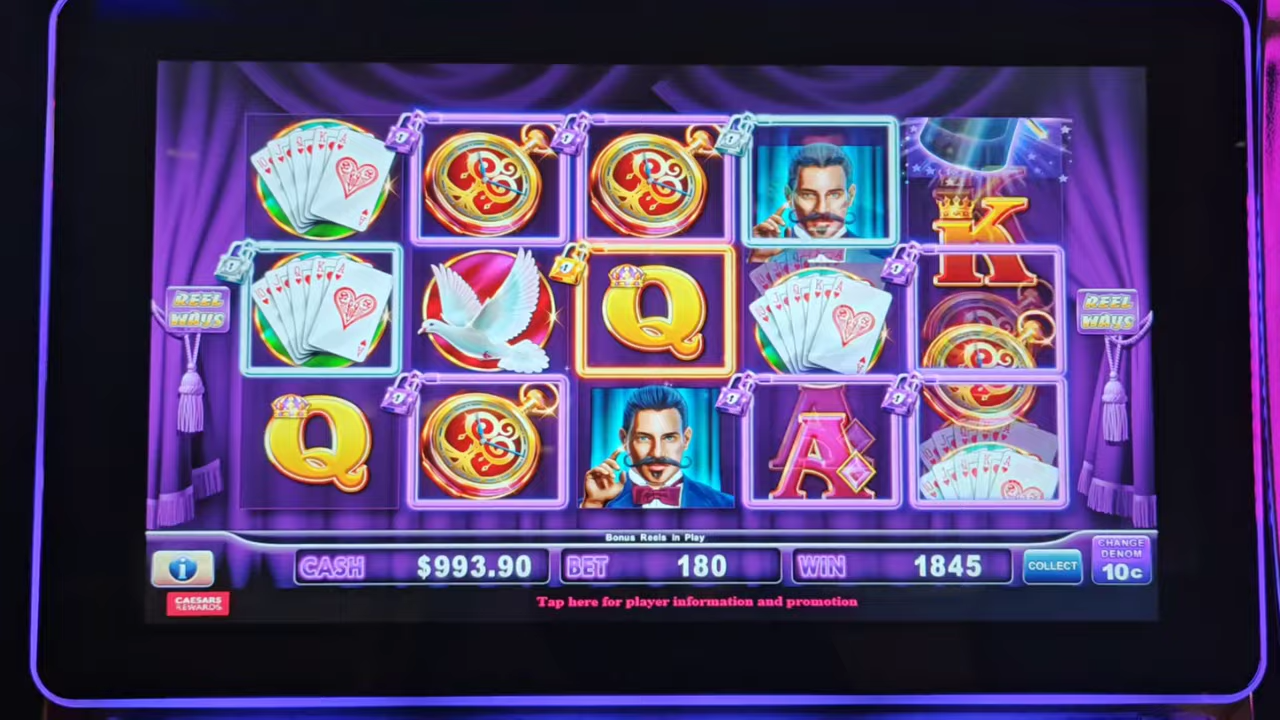 K
REEL
WAYS
Q
REEL
WAYS
Q
A
Bonus Reels In Play
CASH $993.90 BET 180 WIN 1845 COLLECT
CHANGE
DENOM
10¢
CAESARS
REWARDS
Tap here for player information and promotion